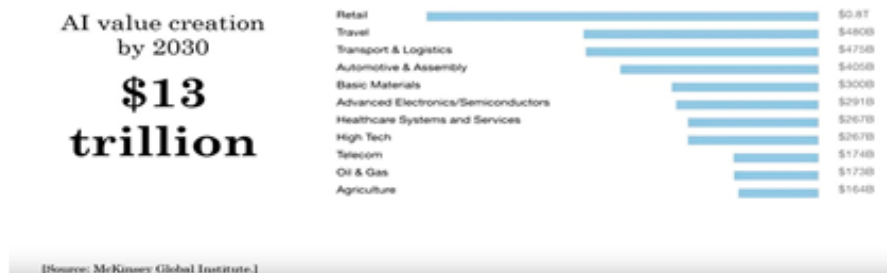 AI value creation
by 2030
$13
trillion
Retail $0.8T
Travel $480B
Transport & Logistics $475B
Automotive & Assembly $405B
Basic Materials $300B
Advanced Electronics/Semiconductors $291B
Healthcare Systems and Services $267B
High Tech $267B
Telecom $174B
Oil & Gas $173B
Agriculture $164B
[Source: McKinsey Global Institute.]